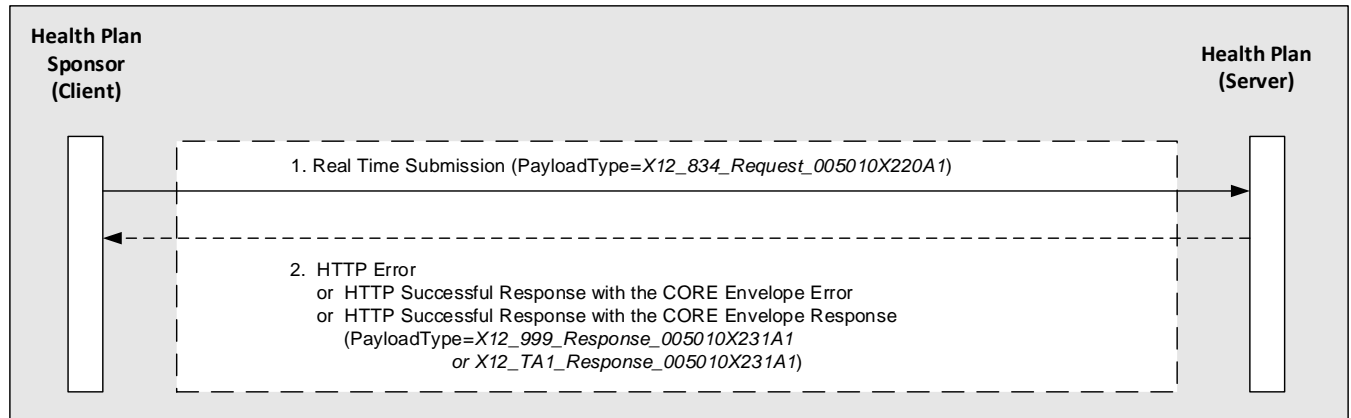 Health Plan
Sponsor
(Client)
Health Plan
(Server)
1. Real Time Submission (PayloadType=X12_834_Request_005010X220A1)
2. HTTP Error
or HTTP Successful Response with the CORE Envelope Error
or HTTP Successful Response with the CORE Envelope Response
(PayloadType=X12_999_Response_005010X231A1
or X12_TA1_Response_005010X231A1)